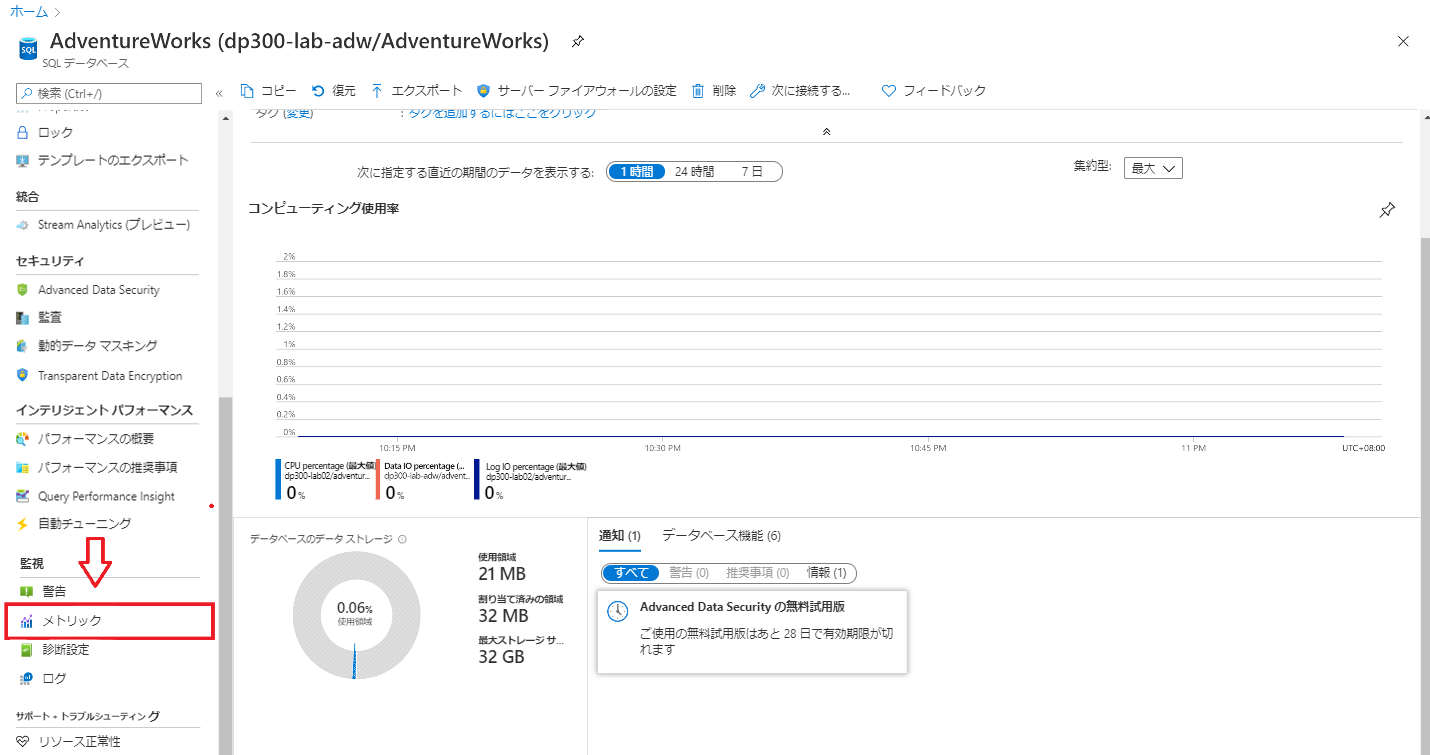 ホーム >
AdventureWorks (dp300-lab-adw/AdventureWorks)
SQL
SQL データベース
検索 (Ctrl+/)
«
コピー 復元 エクスポート サーバー ファイアウォールの設定 削除 次に接続する... フィードバック
Properties
ロック
テンプレートのエクスポート
統合
Stream Analytics (プレビュー)
セキュリティ
Advanced Data Security
監査
動的データ マスキング
Transparent Data Encryption
インテリジェント パフォーマンス
パフォーマンスの概要
パフォーマンスの推奨事項
Query Performance Insight
自動チューニング
監視
警告
メトリック
診断設定
ログ
サポート + トラブルシューティング
リソース正常性
タグ (変更) : タグを追加するにはここをクリック
次に指定する直近の期間のデータを表示する: 1 時間 24 時間 7 日
集約型: 最大
コンピューティング使用率
2%
1.8%
1.6%
1.4%
1.2%
1%
0.8%
0.6%
0.4%
0.2%
0%
10:15 PM 10:30 PM 10:45 PM 11 PM UTC+08:00
CPU percentage (最大値)
dp300-lab02/adventur...
0 %
Data IO percentage (...
dp300-lab-adw/advent...
0 %
Log IO percentage (最大値)
dp300-lab02/adventur...
0 %
データベースのデータ ストレージ
0.06%
使用領域
使用領域
21 MB
割り当て済みの領域
32 MB
最大ストレージ サ...
32 GB
通知 (1) データベース機能 (6)
すべて 警告 (0) 推奨事項 (0) 情報 (1)
Advanced Data Security の無料試用版
ご使用の無料試用版はあと 28 日で有効期限が切
れます